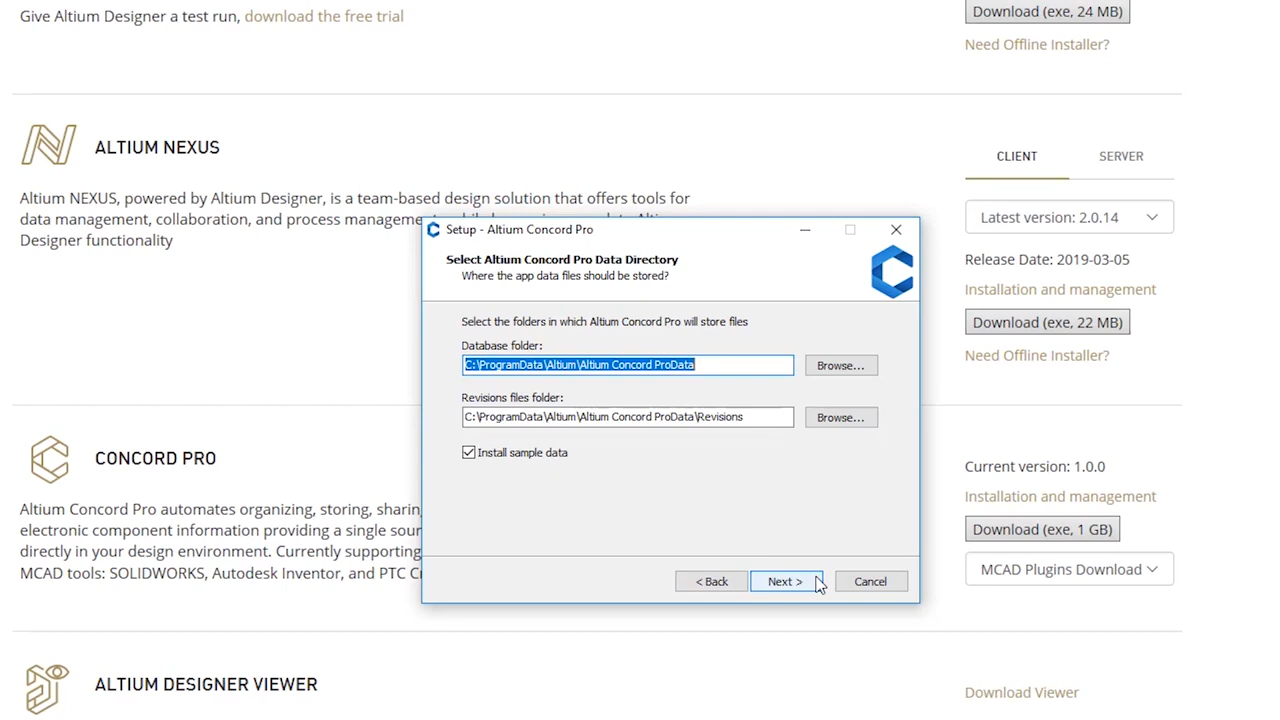 Give Altium Designer a test run, download the free trial
Download (exe, 24 MB)
Need Offline Installer?
ALTIUM NEXUS
CLIENT
SERVER
Altium NEXUS, powered by Altium Designer, is a team-based design solution that offers tools for
data management, collaboration, and process management
Designer functionality
Latest version: 2.0.14
Release Date: 2019-03-05
Installation and management
Download (exe, 22 MB)
Need Offline Installer?
Setup - Altium Concord Pro
Select Altium Concord Pro Data Directory
Where the app data files should be stored?
Select the folders in which Altium Concord Pro will store files
Database folder:
C:\ProgramData\Altium\Altium Concord ProData
Browse...
Revisions files folder:
C:\ProgramData\Altium\Altium Concord ProData\Revisions
Browse...
Install sample data
< Back
Next >
Cancel
CONCORD PRO
Altium Concord Pro automates organizing, storing, sharing
electronic component information providing a single sour
directly in your design environment. Currently supporting
MCAD tools: SOLIDWORKS, Autodesk Inventor, and PTC Cr
Current version: 1.0.0
Installation and management
Download (exe, 1 GB)
MCAD Plugins Download
ALTIUM DESIGNER VIEWER
Download Viewer